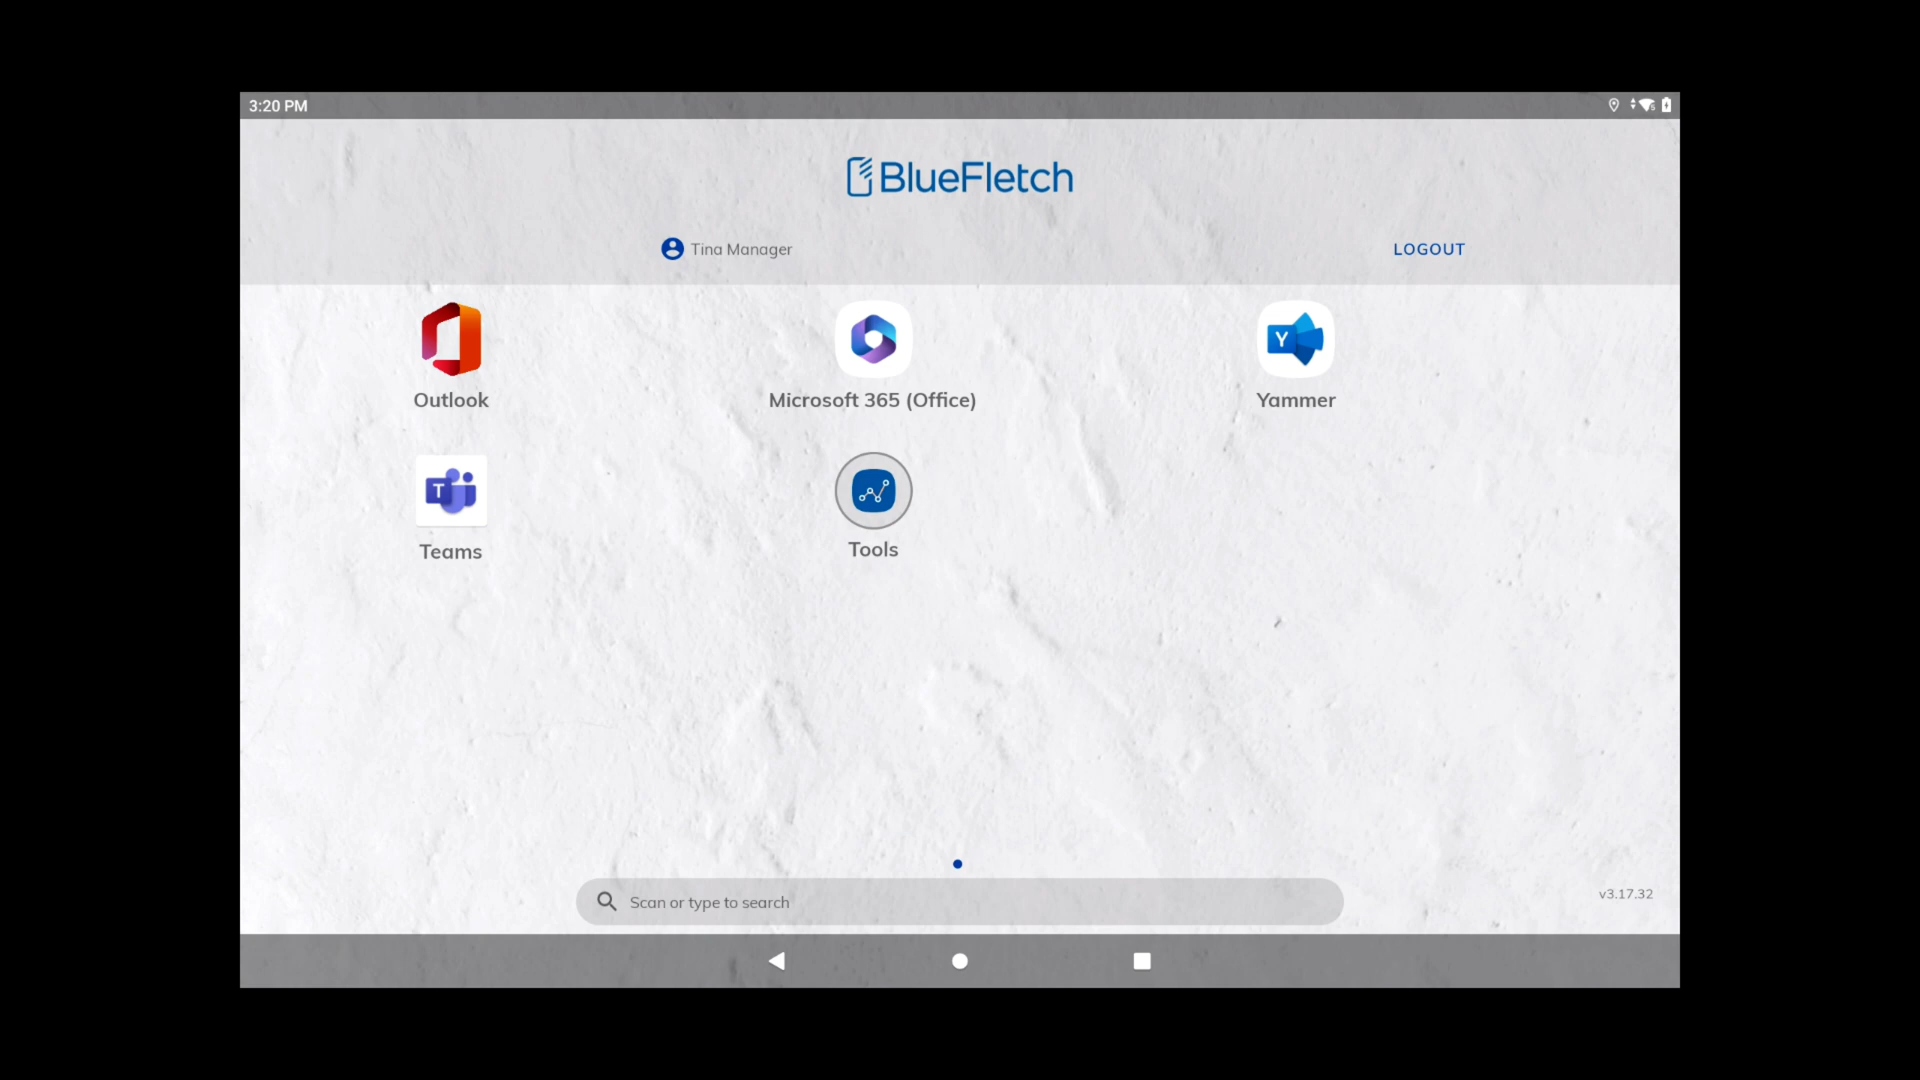 3:20 PM
BlueFletch
Tina Manager
LOGOUT
Outlook
Microsoft 365 (Office)
Y
Yammer
T
Teams
Tools
Scan or type to search
v3.17.32